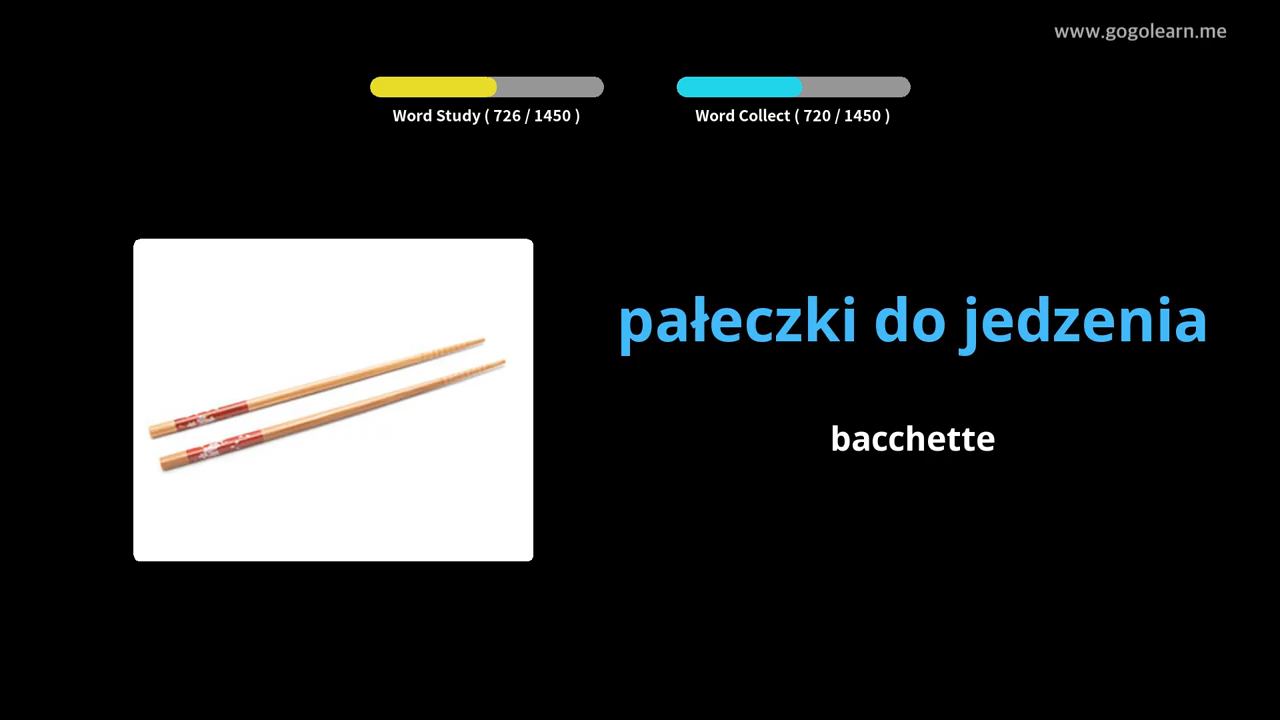 www.gogolearn.me
Word Study ( 726 / 1450 )
Word Collect ( 720 / 1450 )
pałeczki do jedzenia
bacchette